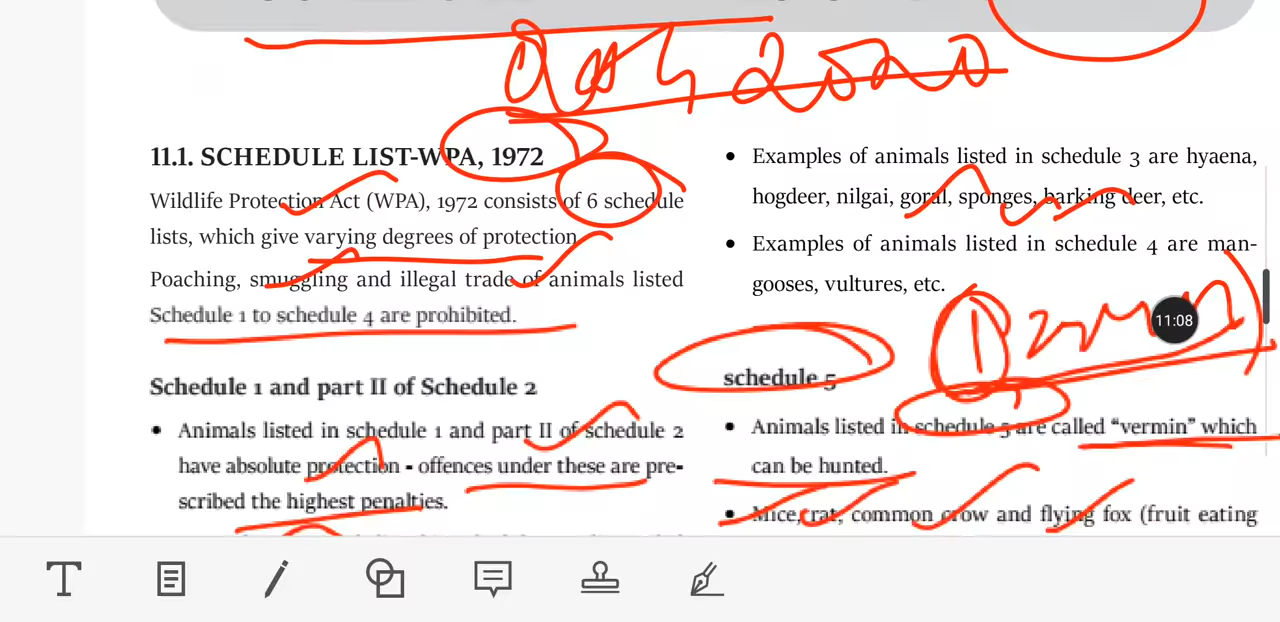 11.1. SCHEDULE LIST-WPA, 1972
Wildlife Protection Act (WPA), 1972 consists of 6 schedule
lists, which give varying degrees of protection.
Poaching, smuggling and illegal trade of animals listed
Schedule 1 to schedule 4 are prohibited.
Schedule 1 and part II of Schedule 2
• Animals listed in schedule 1 and part II of schedule 2
have absolute protection - offences under these are pre-
scribed the highest penalties.
• Examples of animals listed in schedule 3 are hyaena,
hogdeer, nilgai, goral, sponges, barking deer, etc.
• Examples of animals listed in schedule 4 are man-
gooses, vultures, etc.
11:08
schedule 5
• Animals listed in schedule 5 are called “vermin” which
can be hunted.
• Mice, rat, common crow and flying fox (fruit eating
T